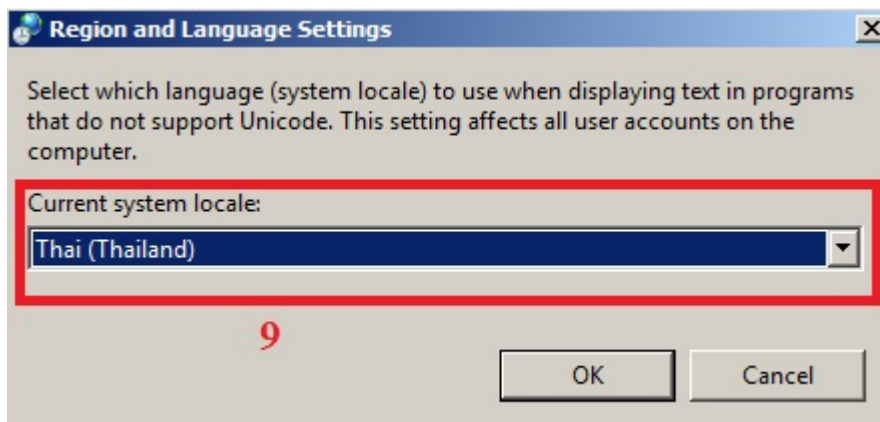 Region and Language Settings
Select which language (system locale) to use when displaying text in programs
that do not support Unicode. This setting affects all user accounts on the
computer.
Current system locale:
Thai (Thailand)
9
OK
Cancel